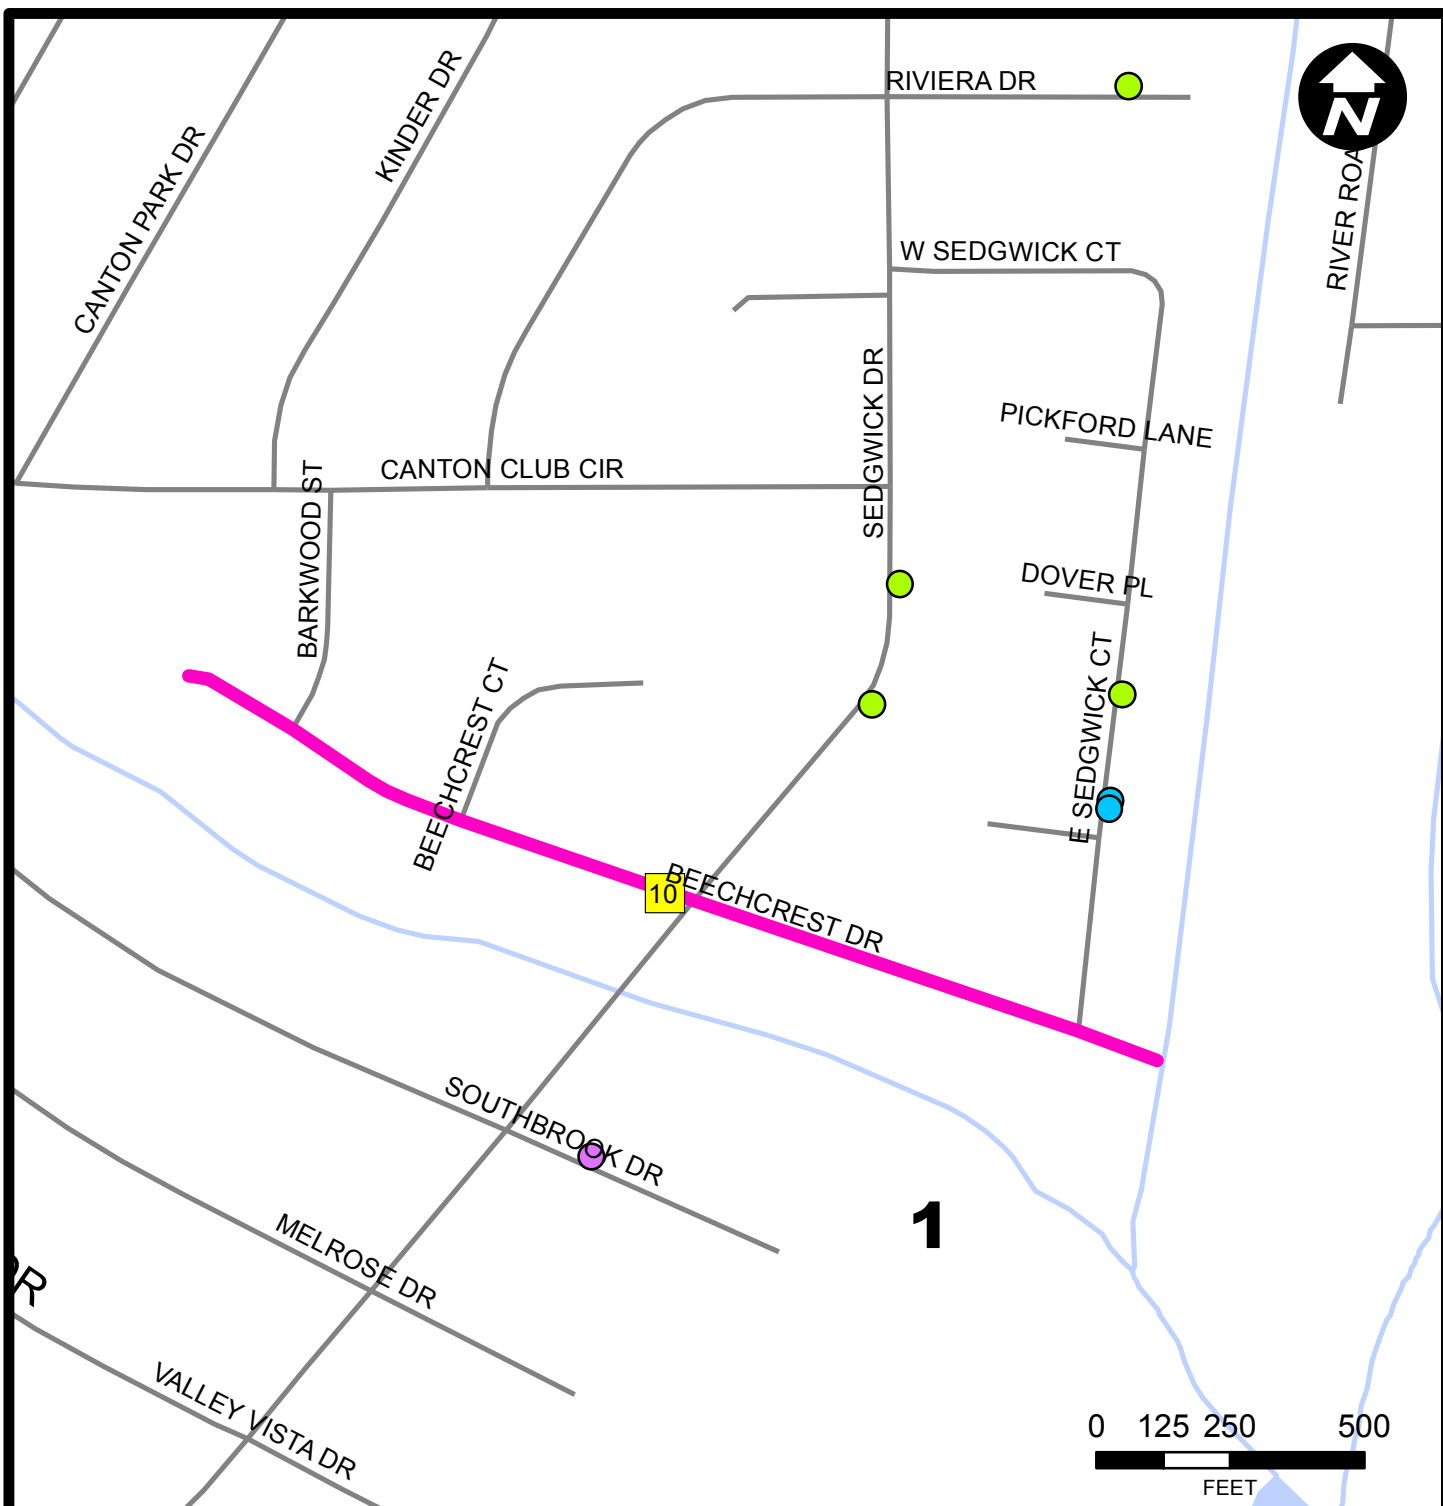 RIVIERA DR
N
KINDER DR
CANTON PARK DR
RIVER ROA
W SEDGWICK CT
SEDGWICK DR
PICKFORD LANE
CANTON CLUB CIR
BARKWOOD ST
DOVER PL
E SEDGWICK CT
BEECHCREST CT
10
BEECHCREST DR
SOUTHBROOK DR
1
MELROSE DR
DR
VALLEY VISTA DR
0 125 250 500
FEET